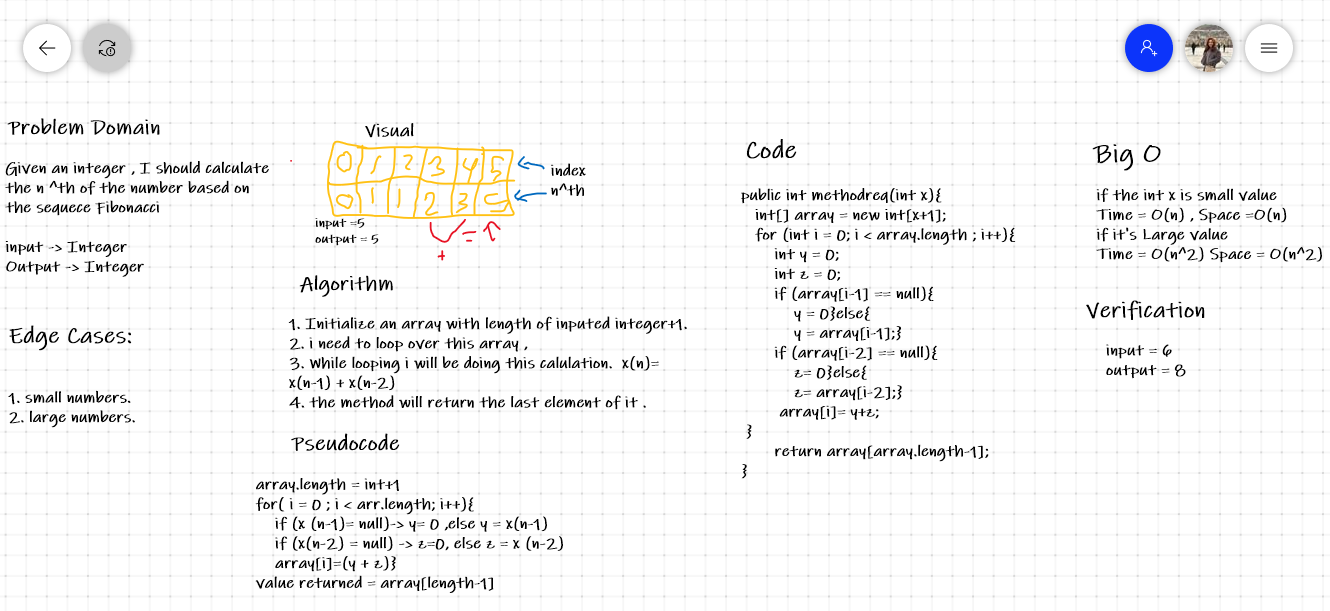 Problem Domain
Given an integer , I should calculate
the n ^th of the number based on
the sequece Fibonacci
input -> Integer
Output -> Integer
Edge Cases:
1. small numbers.
2. large numbers.
Visual
0 1 2 3 4 5
0 1 1 2 3 5
index
n^th
input =5
output = 5
+ = ↑
Algorithm
1. Initialize an array with length of inputed integer+1.
2. i need to loop over this array ,
3. While looping i will be doing this calulation. x(n)=
x(n-1) + x(n-2)
4. the method will return the last element of it .
Pseudocode
array.length = int+1
for( i = 0 ; i < arr.length; i++){
if (x (n-1)= null)-> y= 0 ,else y = x(n-1)
if (x(n-2) = null) -> z=0, else z = x (n-2)
array[i]=(y + z)}
value returned = array[length-1]
Code
public int methodreq(int x){
int[] array = new int[x+1];
for (int i = 0; i < array.length ; i++){
int y = 0;
int z = 0;
if (array[i-1] == null){
y = 0}else{
y = array[i-1];}
if (array[i-2] == null){
z= 0}else{
z= array[i-2];}
array[i]= y+z;
}
return array[array.length-1];
}
Big O
if the int x is small value
Time = O(n) , Space =O(n)
if it's Large value
Time = O(n^2) Space = O(n^2)
Verification
input = 6
output = 8